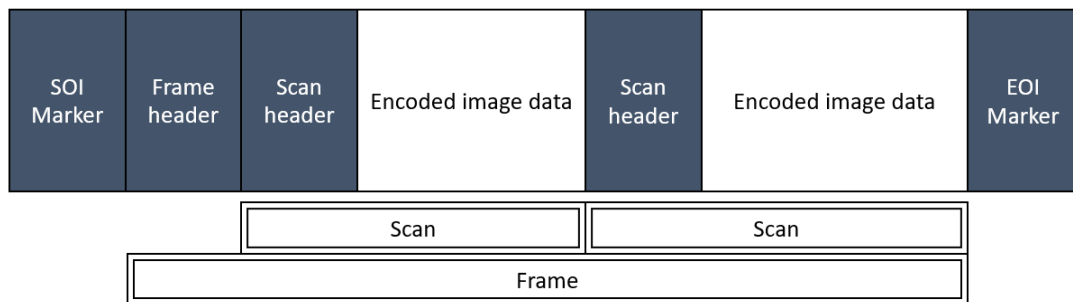 SOI
Marker
Frame
header
Scan
header
Encoded image data
Scan
header
Encoded image data
EOI
Marker
Scan
Scan
Frame